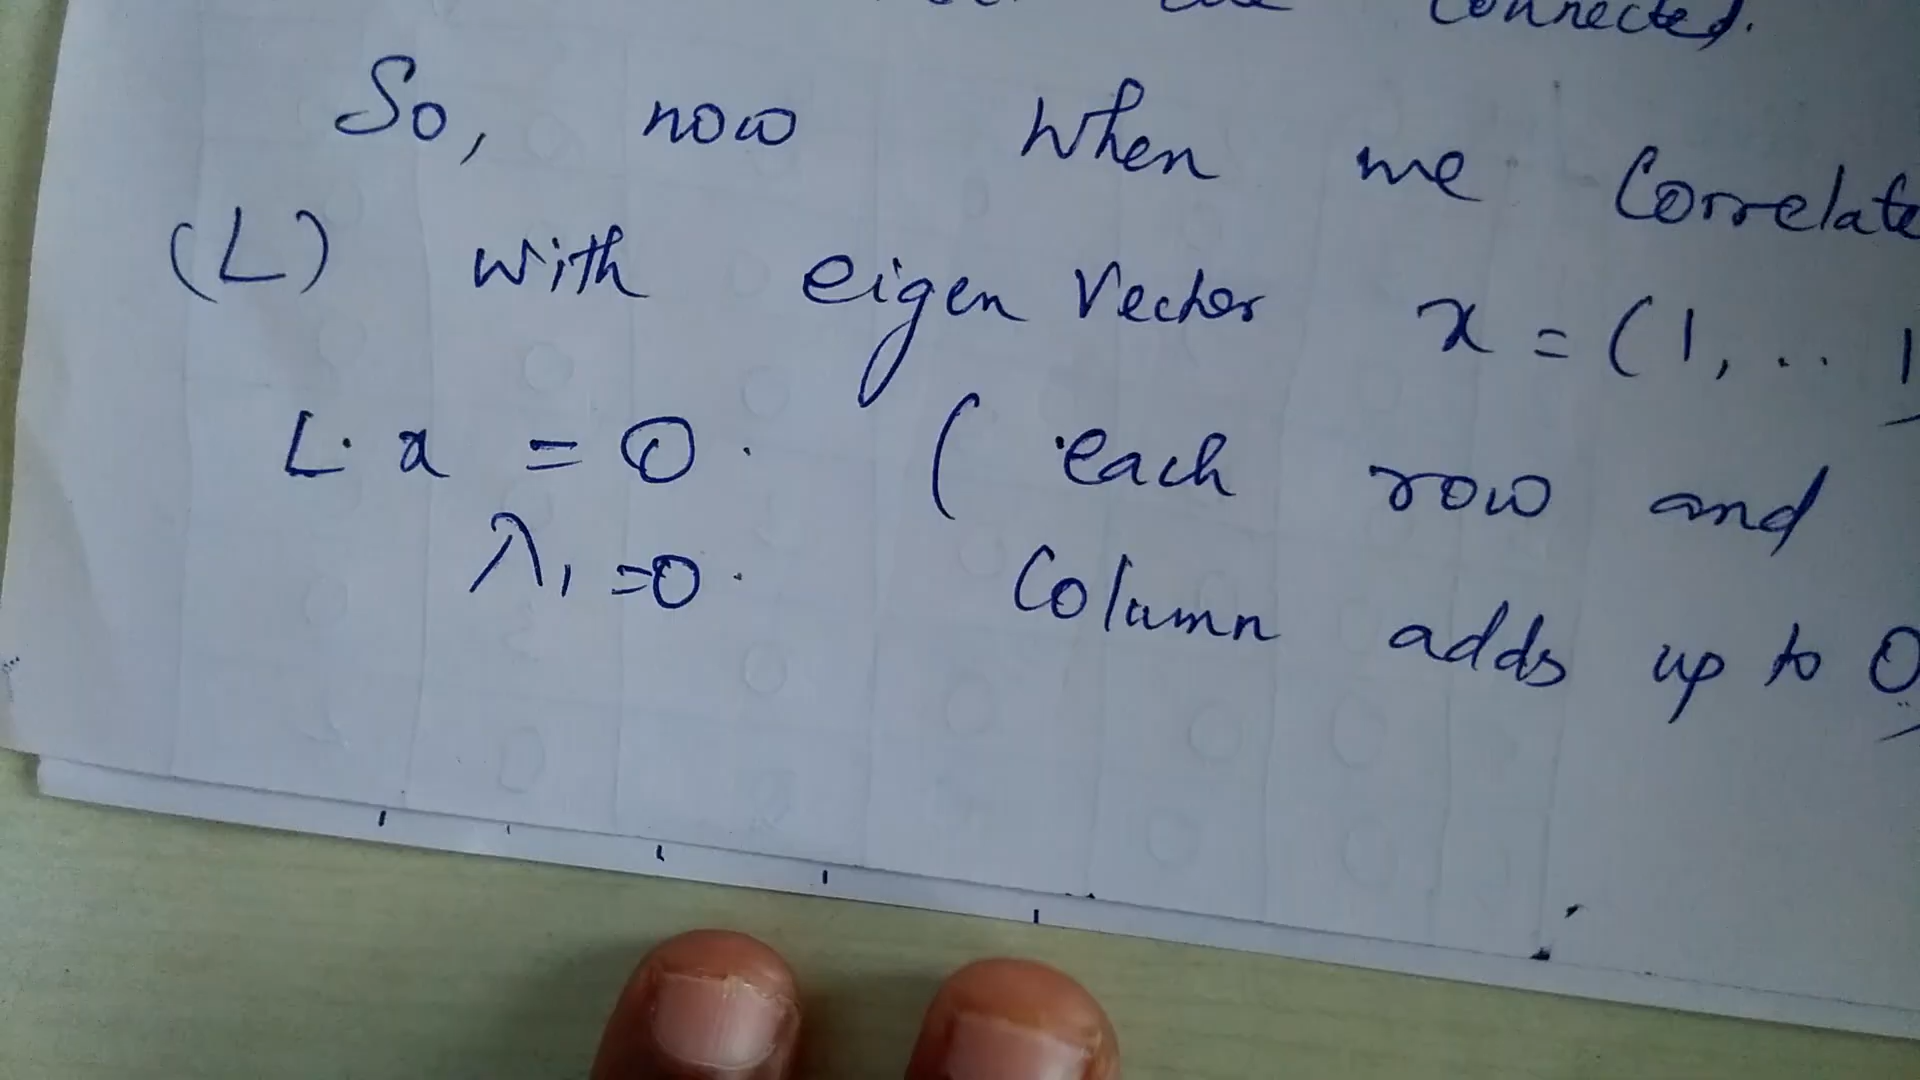 connected.
So, now when we correlate
(L) with eigen vector x = (1, .. 1)
L. x = 0. ( each row and
λ₁ = 0. column adds up to 0)